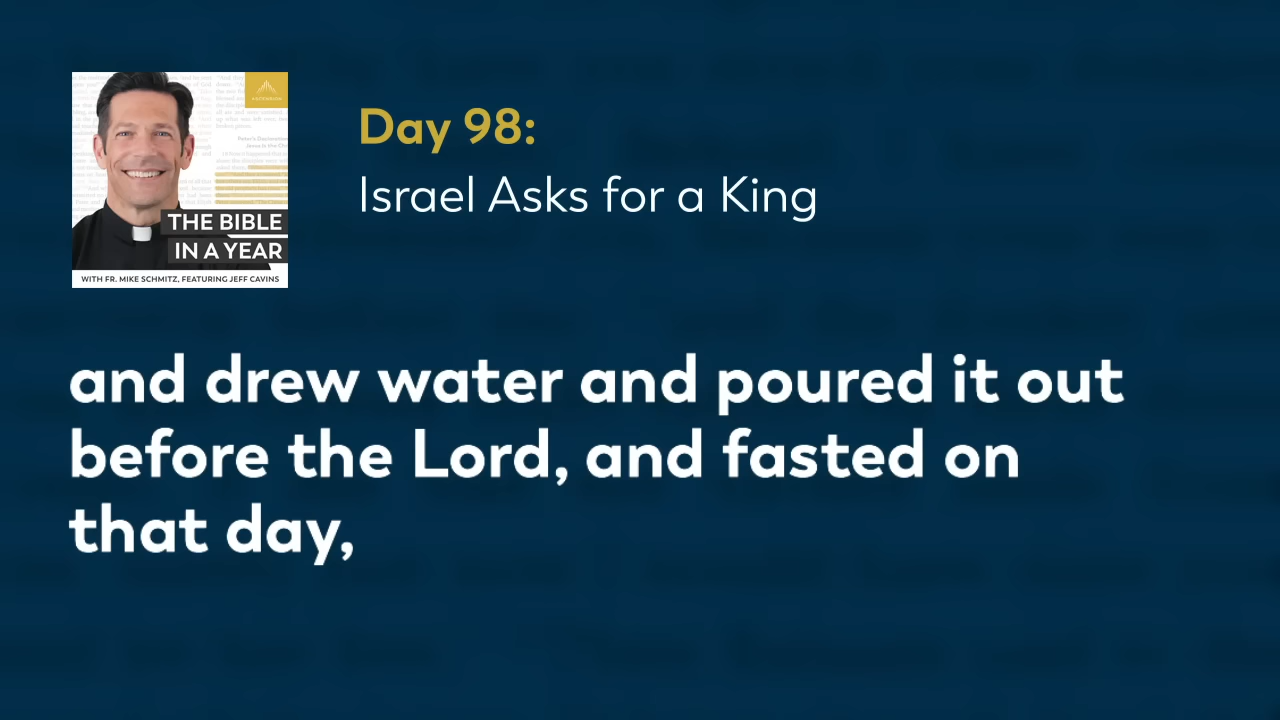 Day 98:
Israel Asks for a King
THE BIBLE
IN A YEAR
WITH FR. MIKE SCHMITZ, FEATURING JEFF CAVINS
and drew water and poured it out
before the Lord, and fasted on
that day,